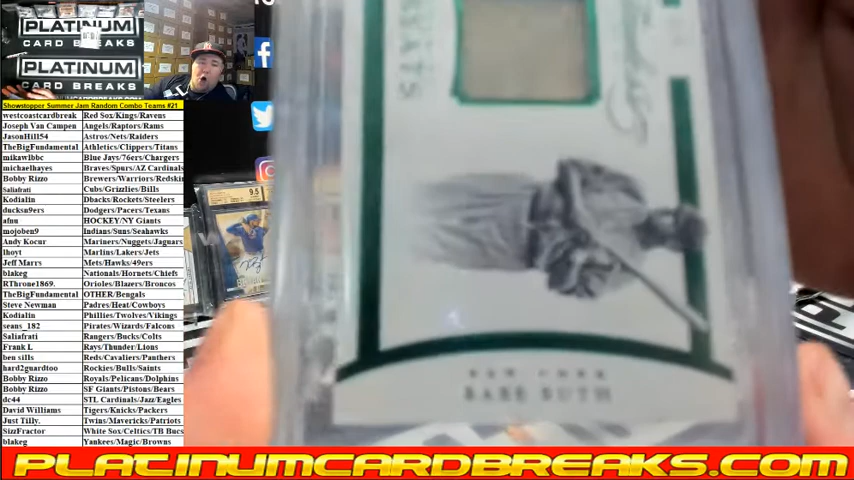 PLATINUM
CARD BREAKS
PLATINUM
CARD BREAKS
Showstopper Summer Jam Random Combo Teams #21
westcoastcardbreak Red Sox/Kings/Ravens
Joseph Van Campen Angels/Raptors/Rams
JasonHill54 Astros/Nets/Raiders
TheBigFundamental Athletics/Clippers/Titans
mikawlbbc Blue Jays/76ers/Chargers
michaelhayes Braves/Spurs/AZ Cardinals
Bobby Rizzo Brewers/Warriors/Redskin
Saliafrati Cubs/Grizzlies/Bills
Kodialin Dbacks/Rockets/Steelers
ducksn9ers Dodgers/Pacers/Texans
afnu HOCKEY/NY Giants
mojoben9 Indians/Suns/Seahawks
Andy Kocur Mariners/Nuggets/Jaguars
lhoyt Marlins/Lakers/Jets
Jeff Marrs Mets/Hawks/49ers
blakeg Nationals/Hornets/Chiefs
RThrone1869. Orioles/Blazers/Broncos
TheBigFundamental OTHER/Bengals
Steve Newman Padres/Heat/Cowboys
Kodialin Phillies/Twolves/Vikings
seans_182 Pirates/Wizards/Falcons
Saliafrati Rangers/Bucks/Colts
Frank L Rays/Thunder/Lions
ben sills Reds/Cavaliers/Panthers
hard2guardtoo Rockies/Bulls/Saints
Bobby Rizzo Royals/Pelicans/Dolphins
Bobby Rizzo SF Giants/Pistons/Bears
dc44 STL Cardinals/Jazz/Eagles
David Williams Tigers/Knicks/Packers
Just Tilly. Twins/Mavericks/Patriots
SizzFractor White Sox/Celtics/TB Bucs
blakeg Yankees/Magic/Browns
9.5
NEW YORK
BABE RUTH
PLATINUMCARDBREAKS.COM